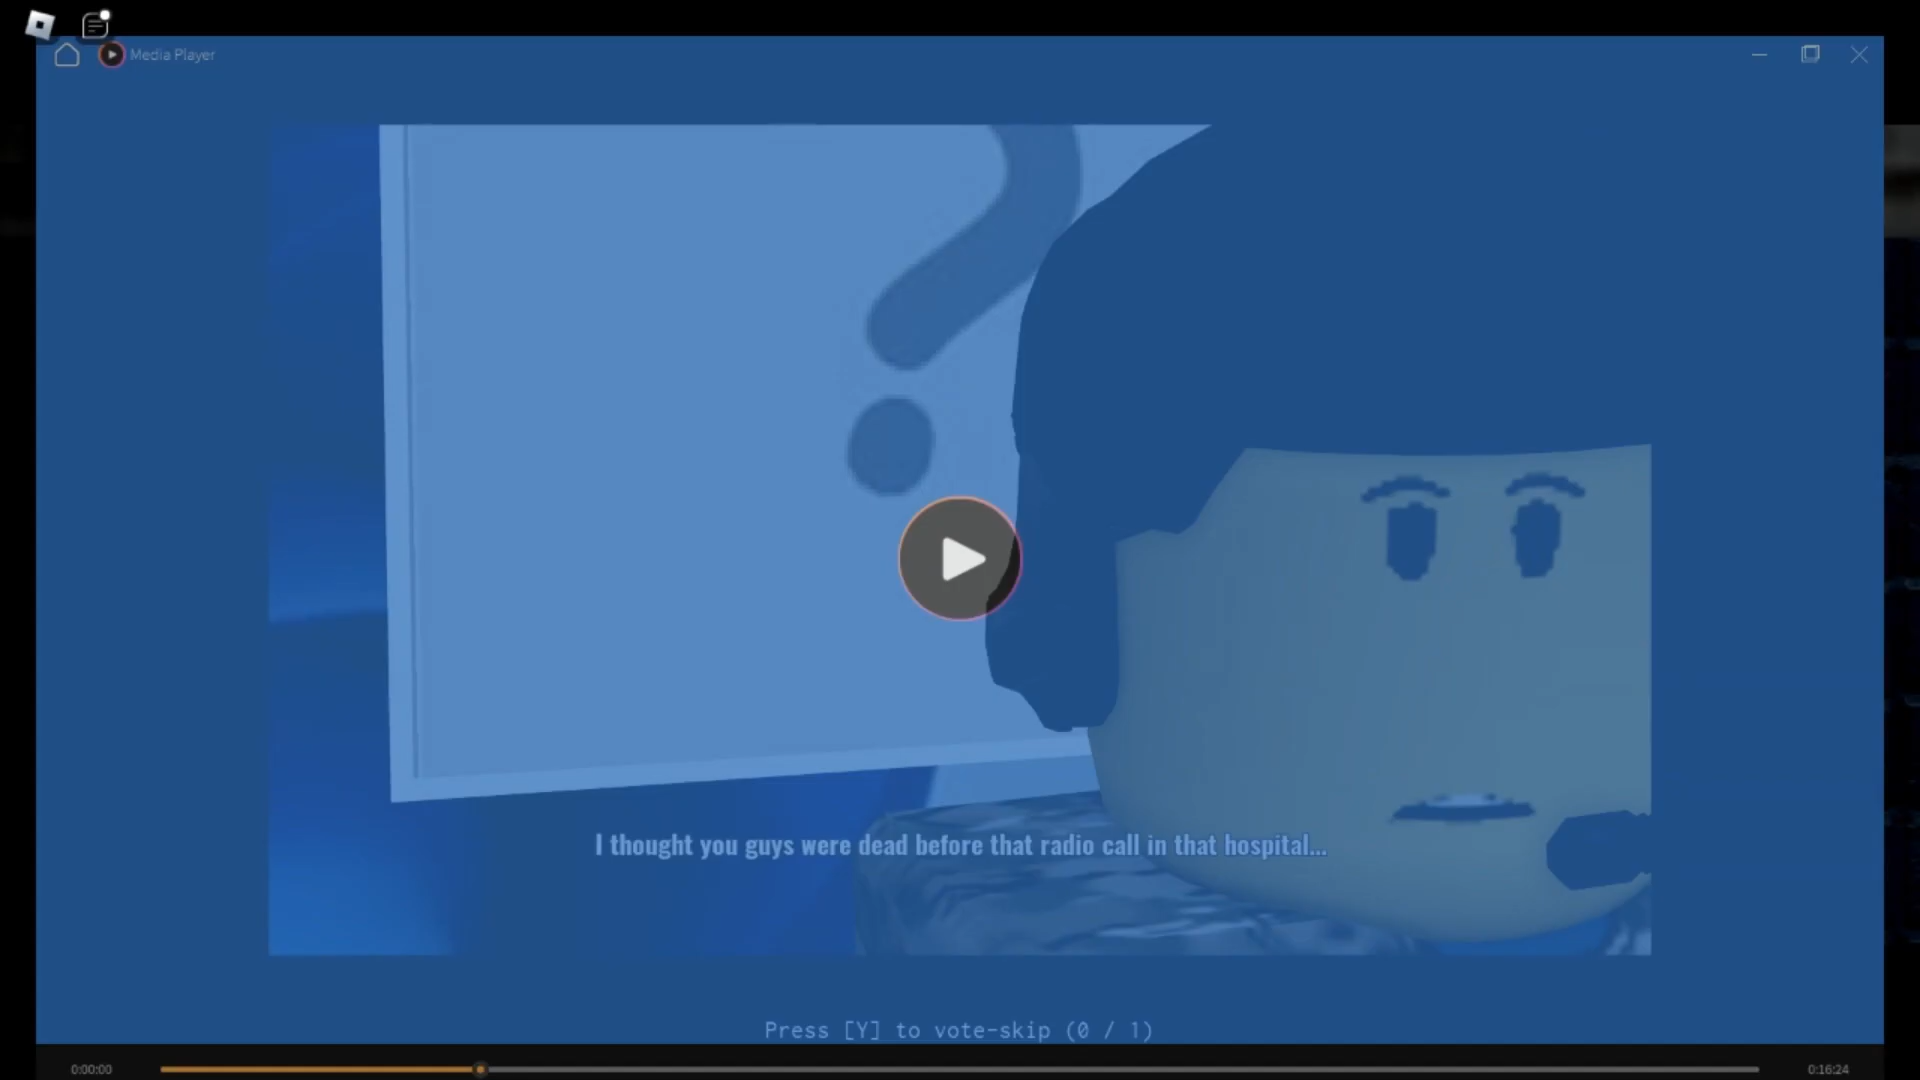 Media Player
?
I thought you guys were dead before that radio call in that hospital...
Press [Y] to vote-skip (0 / 1)
0:00:00
0:16:24